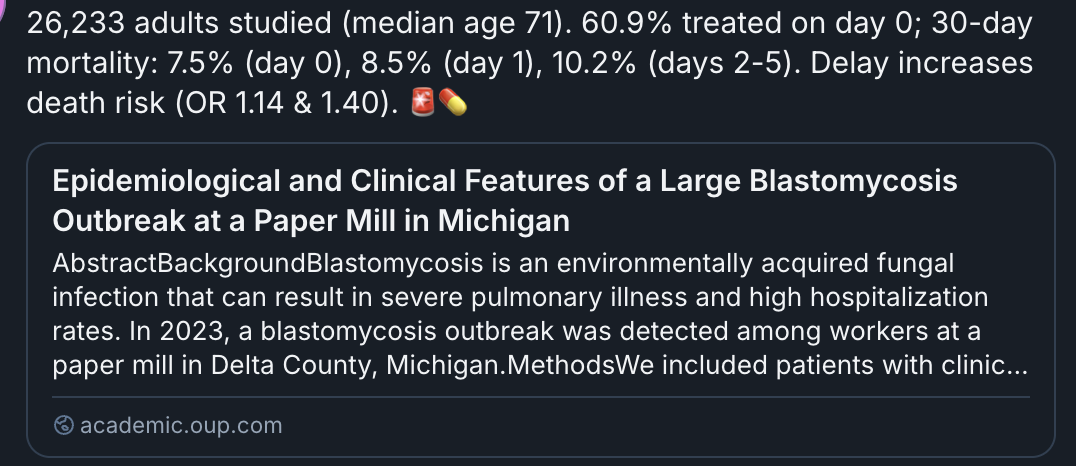 26,233 adults studied (median age 71). 60.9% treated on day 0; 30-day
mortality: 7.5% (day 0), 8.5% (day 1), 10.2% (days 2-5). Delay increases
death risk (OR 1.14 & 1.40). 🚨💊
Epidemiological and Clinical Features of a Large Blastomycosis
Outbreak at a Paper Mill in Michigan
AbstractBackgroundBlastomycosis is an environmentally acquired fungal
infection that can result in severe pulmonary illness and high hospitalization
rates. In 2023, a blastomycosis outbreak was detected among workers at a
paper mill in Delta County, Michigan.MethodsWe included patients with clinic...
academic.oup.com